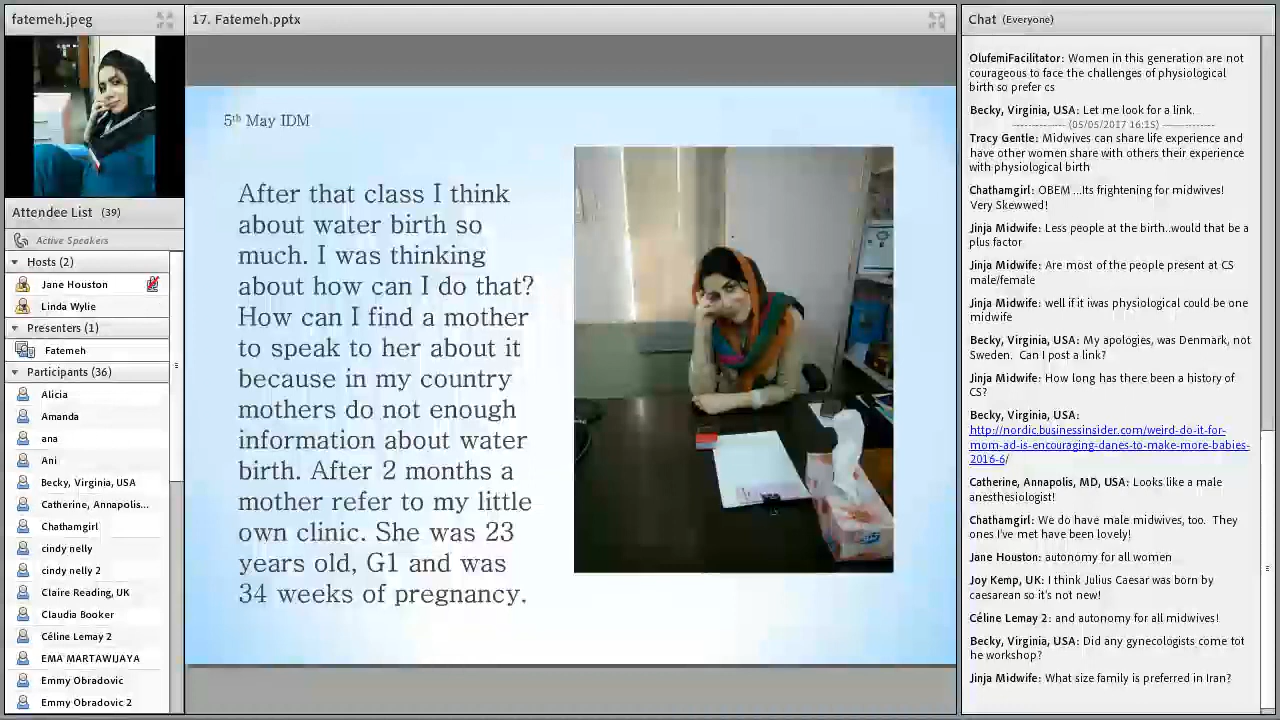 fatemeh.jpeg
Attendee List (39)
Active Speakers
Hosts (2)
Jane Houston
Linda Wylie
Presenters (1)
Fatemeh
Participants (36)
Alicia
Amanda
ana
Ani
Becky, Virginia, USA
Catherine, Annapolis...
Chathamgirl
cindy nelly
cindy nelly 2
Claire Reading, UK
Claudia Booker
Céline Lemay 2
EMA MARTAWIJAYA
Emmy Obradovic
Emmy Obradovic 2
17. Fatemeh.pptx
5th May IDM
After that class I think
about water birth so
much. I was thinking
about how can I do that?
How can I find a mother
to speak to her about it
because in my country
mothers do not enough
information about water
birth. After 2 months a
mother refer to my little
own clinic. She was 23
years old, G1 and was
34 weeks of pregnancy.
Chat (Everyone)
OlufemiFacilitator: Women in this generation are not
courageous to face the challenges of physiological
birth so prefer cs
Becky, Virginia, USA: Let me look for a link.
(05/05/2017 16:15)
Tracy Gentle: Midwives can share life experience and
have other women share with others their experience
with physiological birth
Chathamgirl: OBEM ...Its frightening for midwives!
Very Skewwed!
Jinja Midwife: Less people at the birth..would that be a
plus factor
Jinja Midwife: Are most of the people present at CS
male/female
Jinja Midwife: well if it iwas physiological could be one
midwife
Becky, Virginia, USA: My apologies, was Denmark, not
Sweden. Can I post a link?
Jinja Midwife: How long has there been a history of
CS?
Becky, Virginia, USA:
http://nordic.businessinsider.com/weird-do-it-for-
mom-ad-is-encouraging-danes-to-make-more-babies-
2016-6/
Catherine, Annapolis, MD, USA: Looks like a male
anesthesiologist!
Chathamgirl: We do have male midwives, too. They
ones I've met have been lovely!
Jane Houston: autonomy for all women
Joy Kemp, UK: I think Julius Caesar was born by
caesarean so it's not new!
Céline Lemay 2: and autonomy for all midwives!
Becky, Virginia, USA: Did any gynecologists come tot
he workshop?
Jinja Midwife: What size family is preferred in Iran?